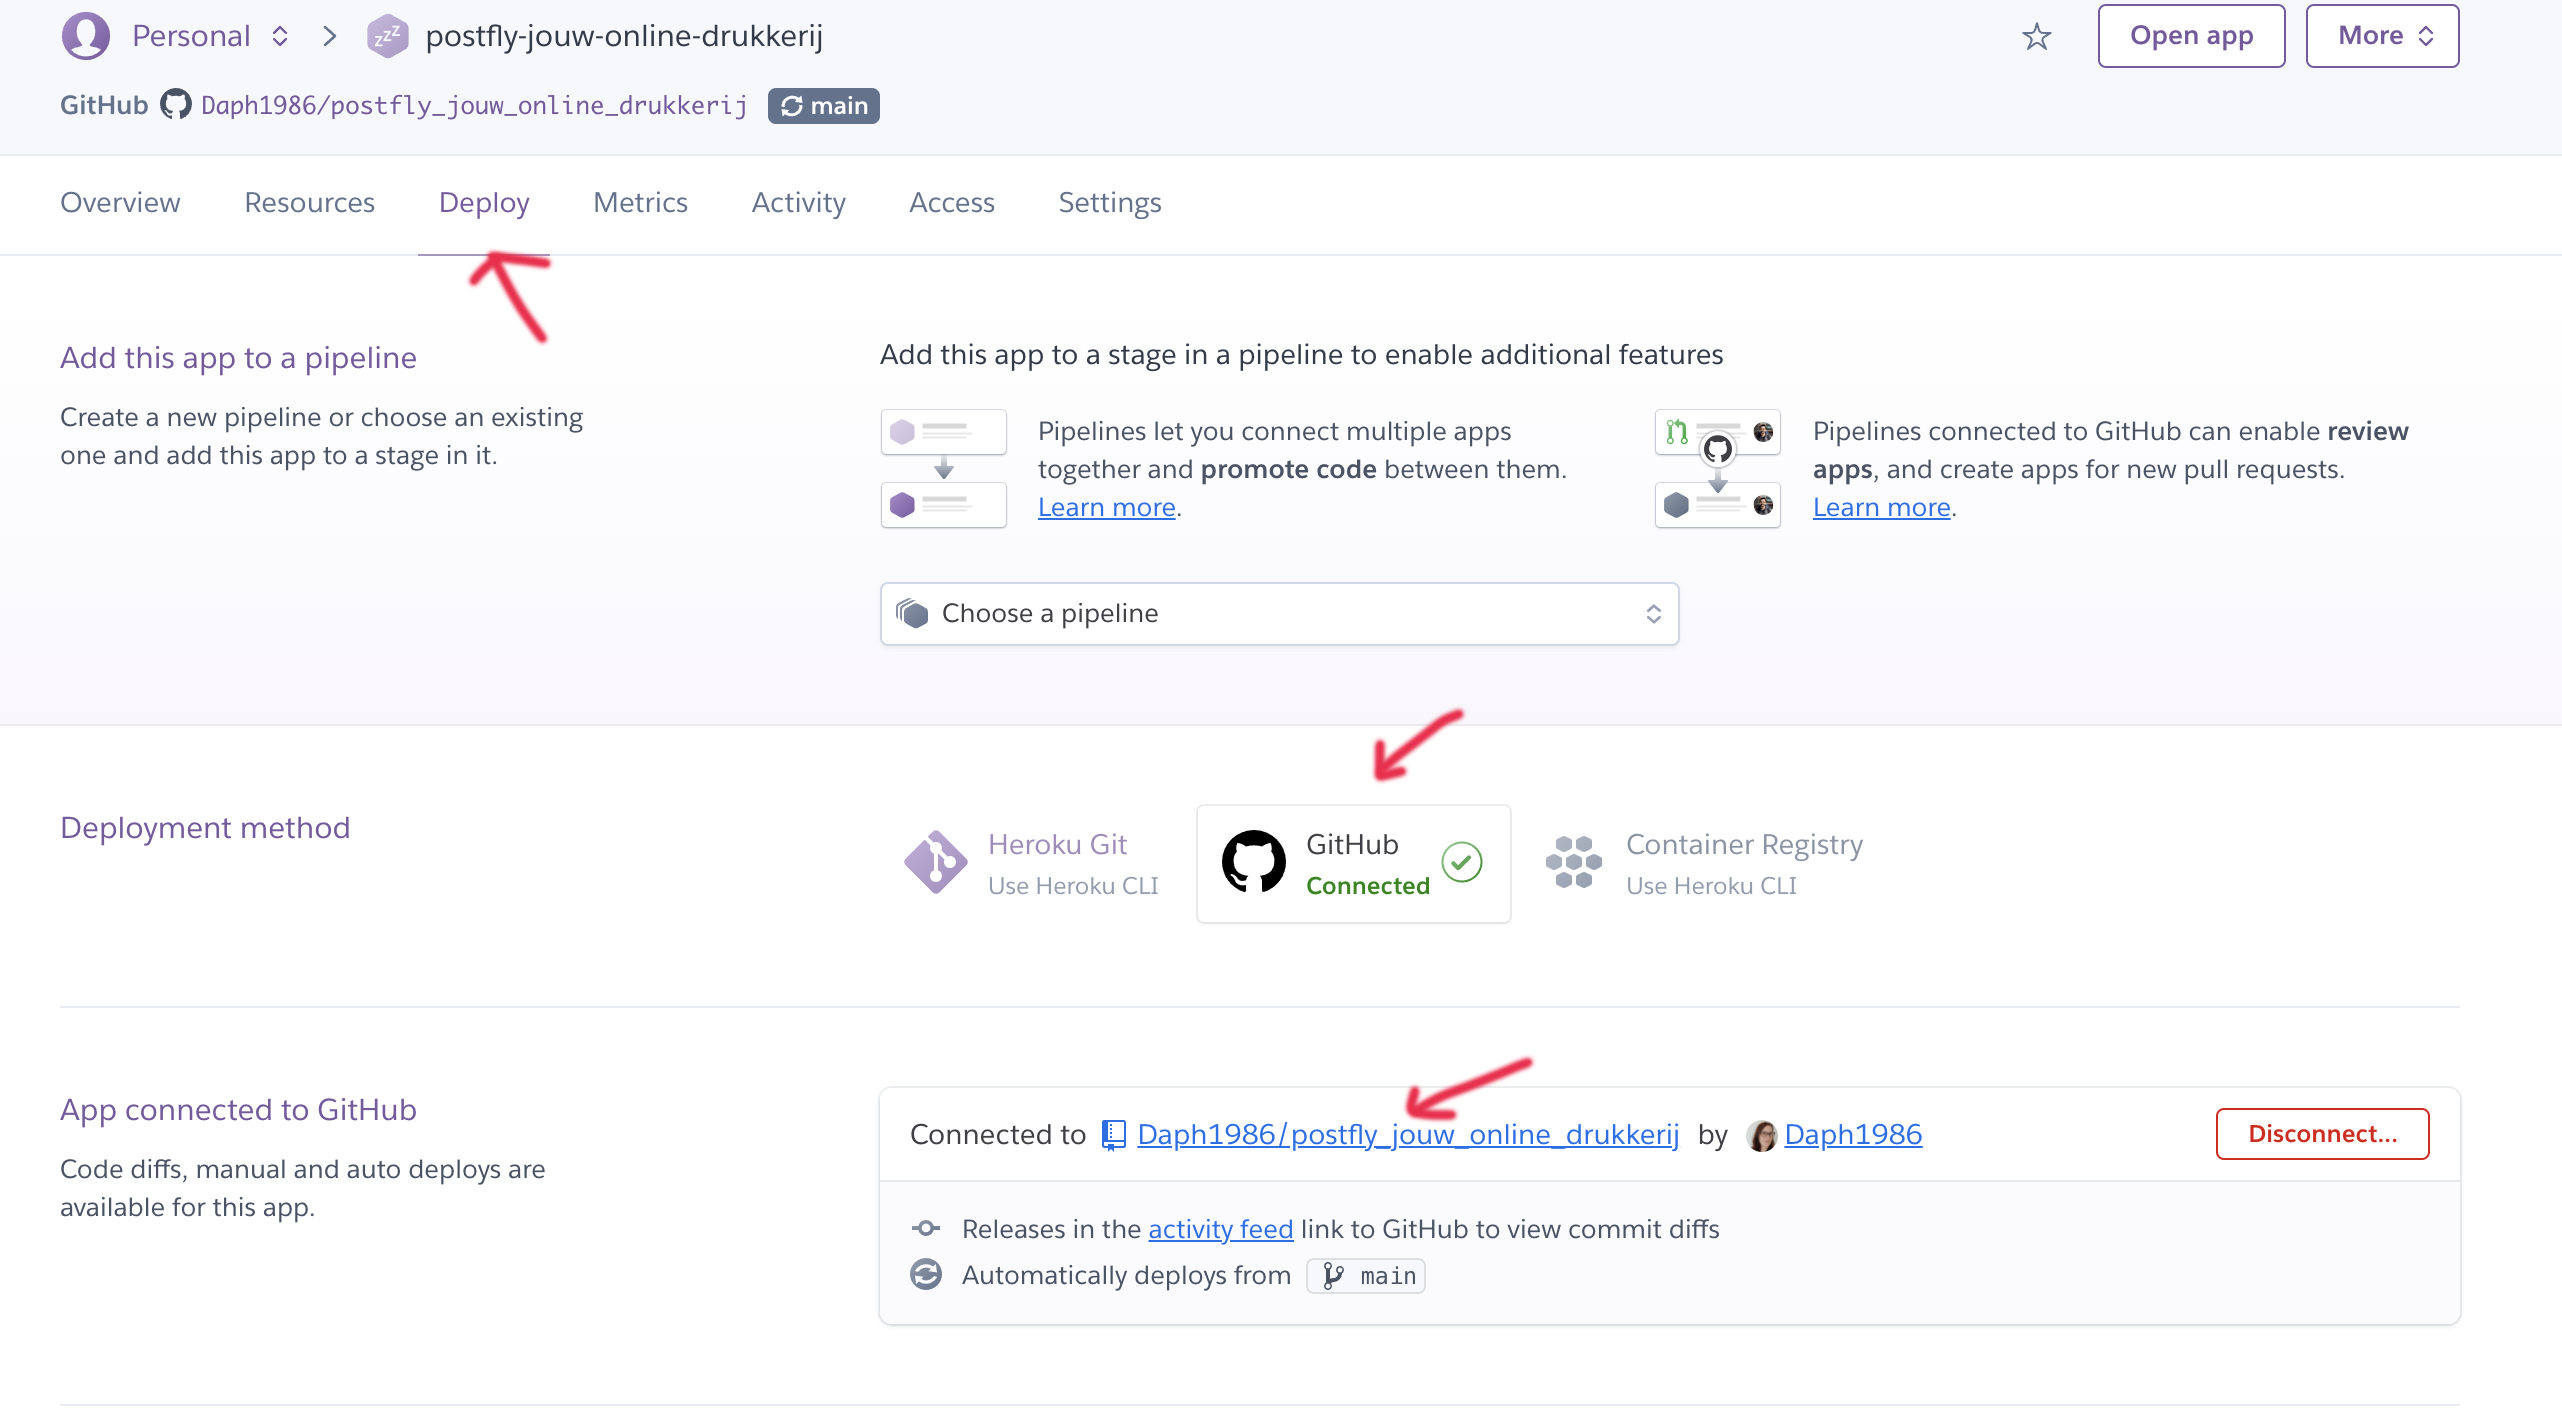 Personal
zzZ
postfly-jouw-online-drukkerij
Open app
More
GitHub Daph1986/postfly_jouw_online_drukkerij main
Overview Resources Deploy Metrics Activity Access Settings
Add this app to a pipeline
Create a new pipeline or choose an existing
one and add this app to a stage in it.
Add this app to a stage in a pipeline to enable additional features
Pipelines let you connect multiple apps
together and promote code between them.
Learn more.
Pipelines connected to GitHub can enable review
apps, and create apps for new pull requests.
Learn more.
Choose a pipeline
Deployment method
Heroku Git
Use Heroku CLI
GitHub
Connected
Container Registry
Use Heroku CLI
App connected to GitHub
Code diffs, manual and auto deploys are
available for this app.
Connected to Daph1986/postfly_jouw_online_drukkerij by Daph1986
Disconnect...
Releases in the activity feed link to GitHub to view commit diffs
Automatically deploys from main